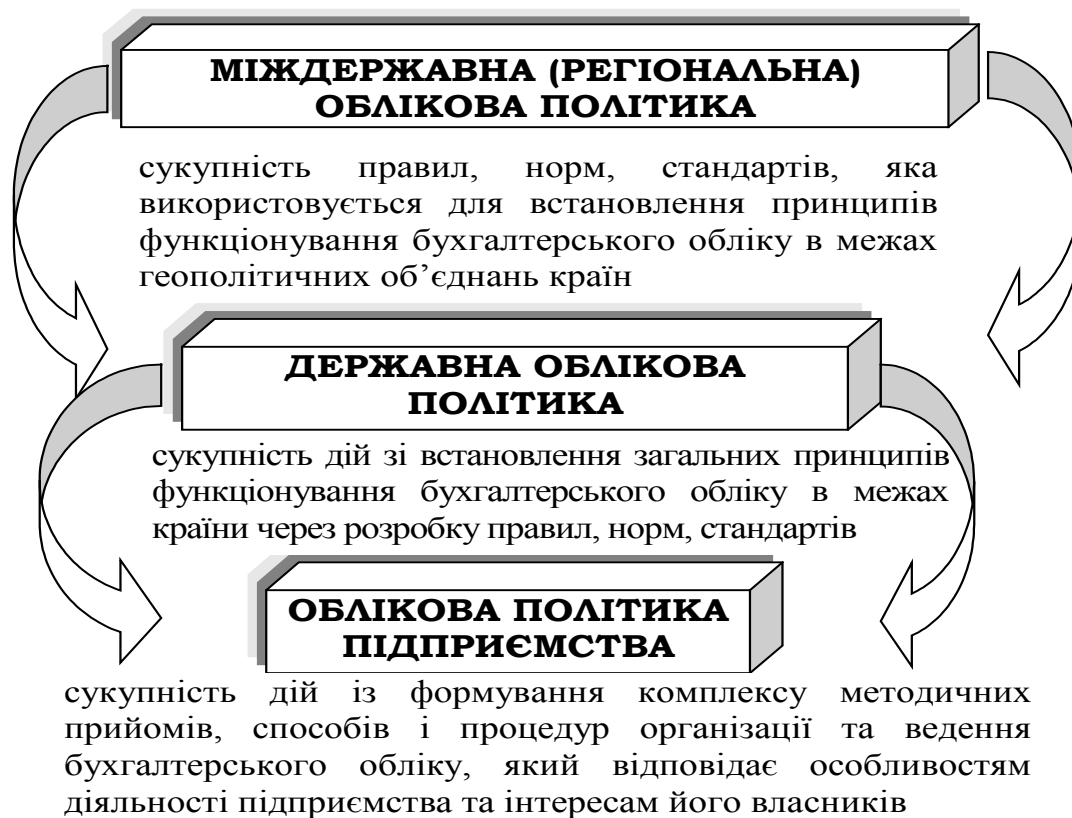 МІЖДЕРЖАВНА (РЕГІОНАЛЬНА)
ОБЛІКОВА ПОЛІТИКА
сукупність правил, норм, стандартів, яка
використовується для встановлення принципів
функціонування бухгалтерського обліку в межах
геополітичних об’єднань країн
ДЕРЖАВНА ОБЛІКОВА
ПОЛІТИКА
сукупність дій зі встановлення загальних принципів
функціонування бухгалтерського обліку в межах
країни через розробку правил, норм, стандартів
ОБЛІКОВА ПОЛІТИКА
ПІДПРИЄМСТВА
сукупність дій із формування комплексу методичних
прийомів, способів і процедур організації та ведення
бухгалтерського обліку, який відповідає особливостям
діяльності підприємства та інтересам його власників